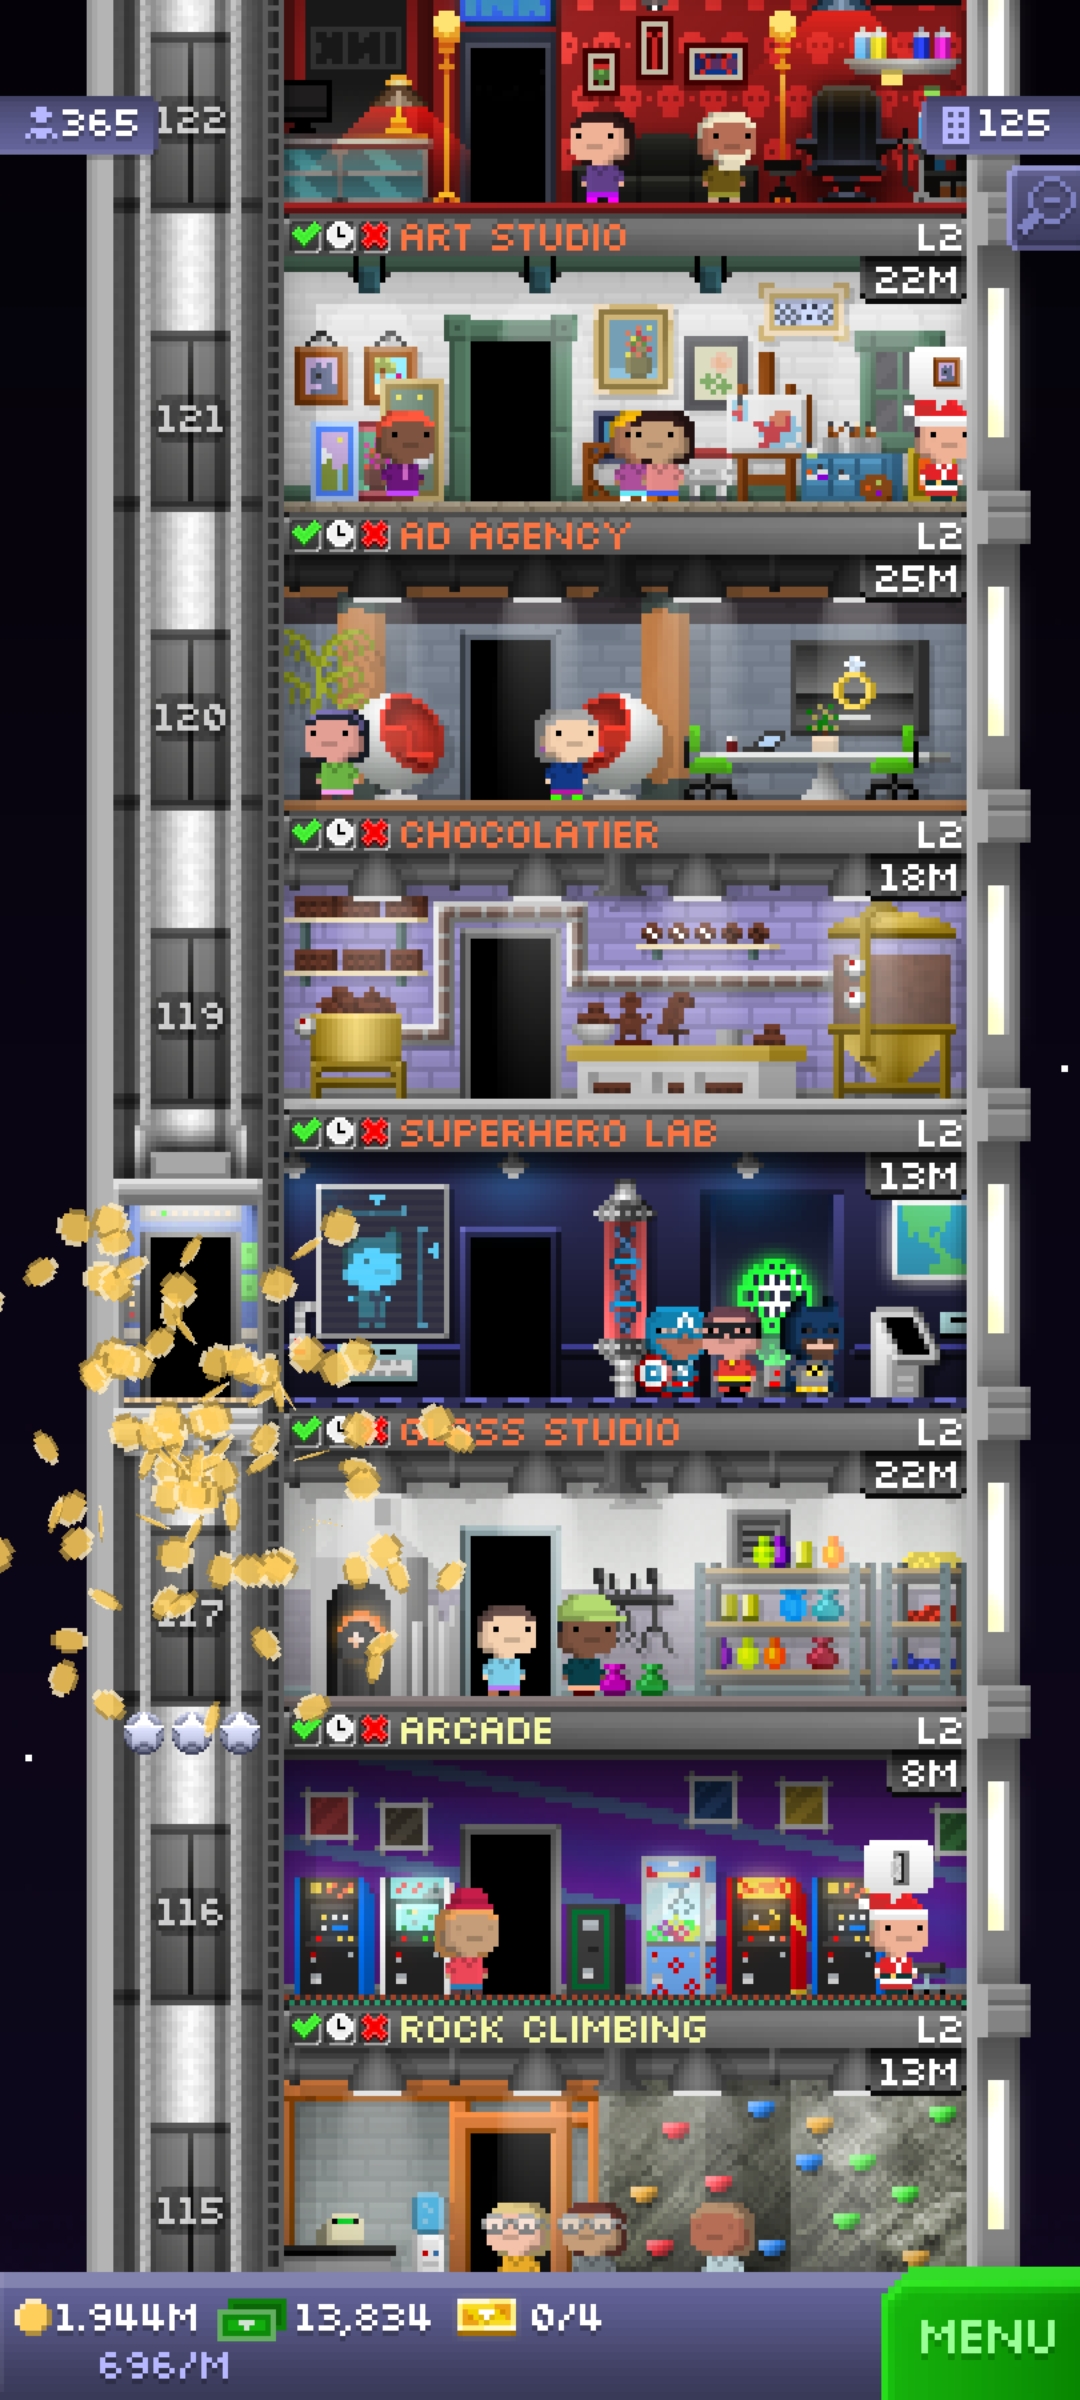 INK
365
122
125
ART STUDIO
L2
22M
121
AD AGENCY
L2
25M
120
CHOCOLATIER
L2
18M
119
SUPERHERO LAB
L2
13M
GLASS STUDIO
L2
22M
117
ARCADE
L2
8M
116
ROCK CLIMBING
L2
13M
115
1.944M
13,834
0/4
696/M
MENU